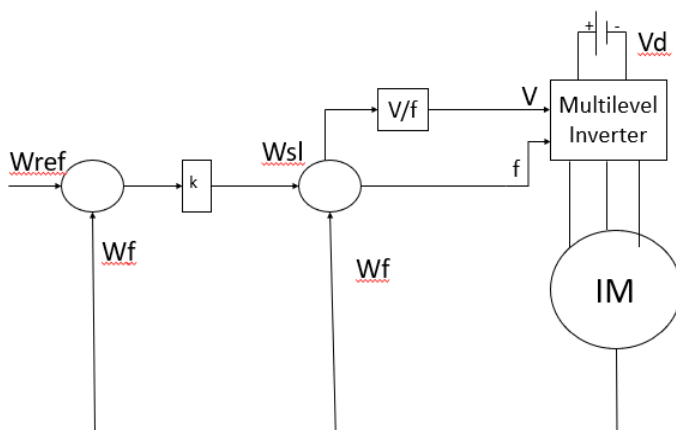 + -
Vd
V/f
V
Multilevel
Inverter
Wref
k
Wsl
f
Wf
Wf
IM